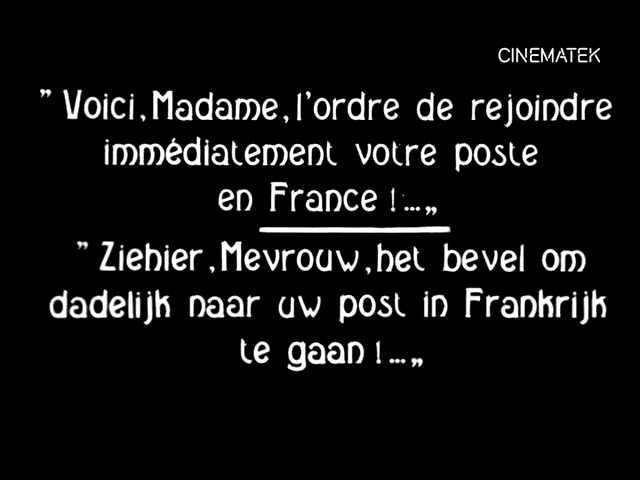 CINEMATEK
" Voici, Madame, l'ordre de rejoindre
immédiatement votre poste
en France !...„
" Ziehier, Mevrouw, het bevel om
dadelijk naar uw post in Frankrijk
te gaan !...„